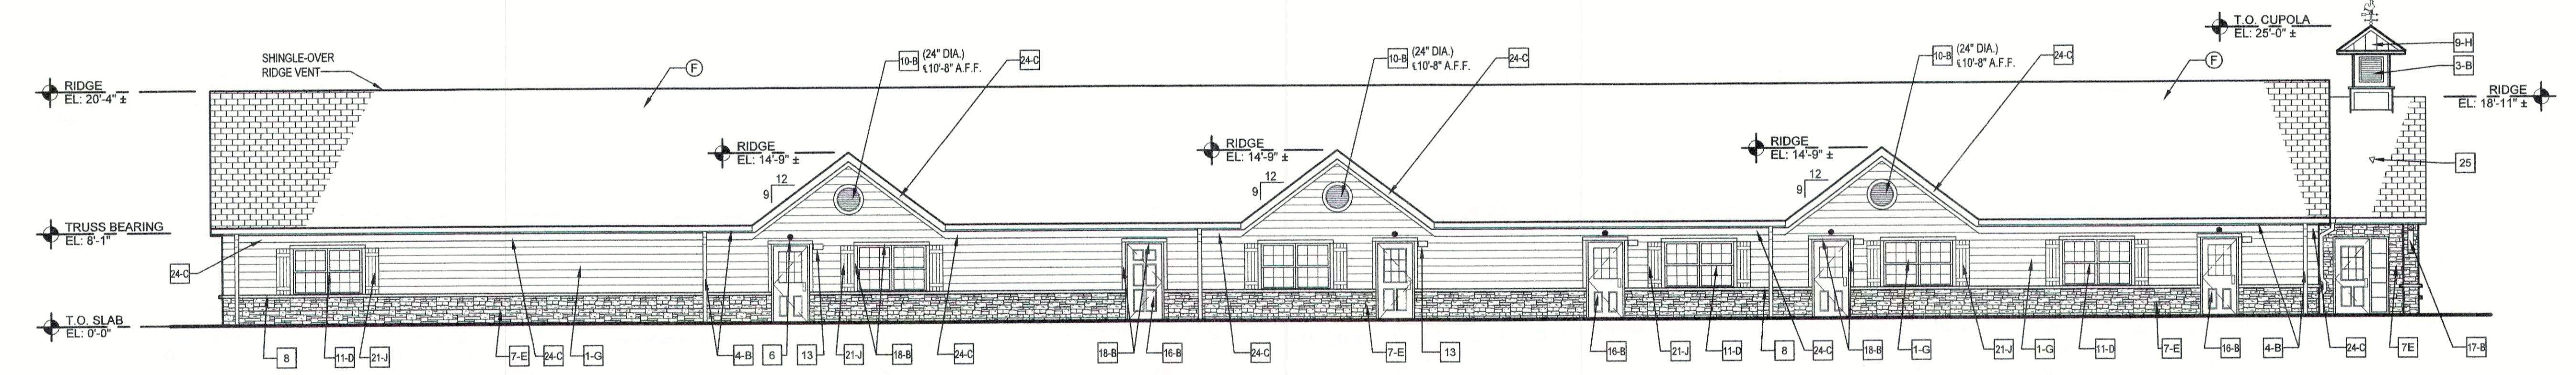 T.O. CUPOLA
EL: 25'-0" ±
9-H
3-B
SHINGLE-OVER
RIDGE VENT
F
10-B
(24" DIA.)
℄10'-8" A.F.F.
24-C
10-B
(24" DIA.)
℄10'-8" A.F.F.
24-C
10-B
(24" DIA.)
℄10'-8" A.F.F.
24-C
F
RIDGE
EL: 20'-4" ±
RIDGE
EL: 18'-11" ±
RIDGE
EL: 14'-9" ±
RIDGE
EL: 14'-9" ±
RIDGE
EL: 14'-9" ±
25
12
9
12
9
12
9
TRUSS BEARING
EL: 8'-1"
24-C
T.O. SLAB
EL: 0'-0"
8
11-D
21-J
7-E
24-C
1-G
4-B
6
13
21-J
18-B
24-C
18-B
16-B
24-C
7-E
13
16-B
21-J
11-D
8
24-C
18-B
1-G
21-J
1-G
11-D
7-E
16-B
4-B
24-C
7E
17-B